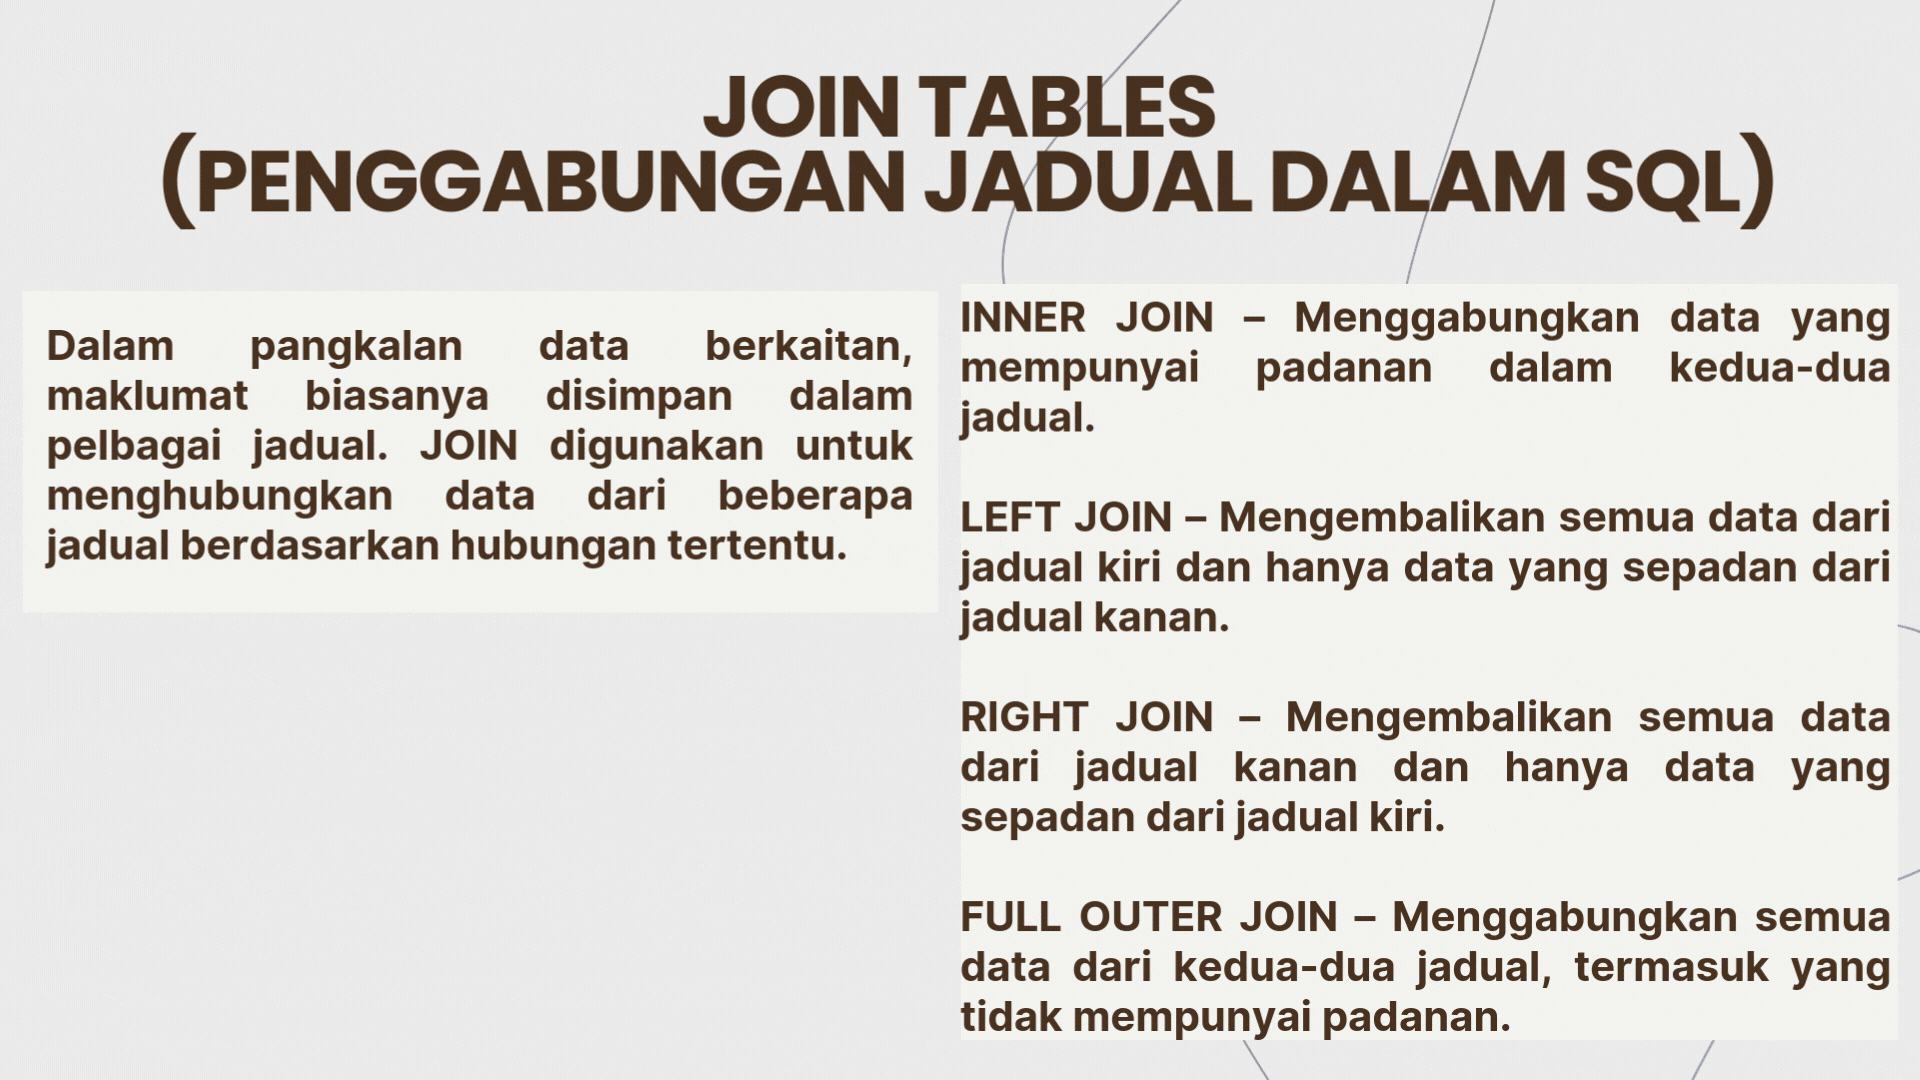 JOIN TABLES
(PENGGABUNGAN JADUAL DALAM SQL)
Dalam pangkalan data berkaitan,
maklumat biasanya disimpan dalam
pelbagai jadual. JOIN digunakan untuk
menghubungkan data dari beberapa
jadual berdasarkan hubungan tertentu.
INNER JOIN – Menggabungkan data yang
mempunyai padanan dalam kedua-dua
jadual.
LEFT JOIN – Mengembalikan semua data dari
jadual kiri dan hanya data yang sepadan dari
jadual kanan.
RIGHT JOIN – Mengembalikan semua data
dari jadual kanan dan hanya data yang
sepadan dari jadual kiri.
FULL OUTER JOIN – Menggabungkan semua
data dari kedua-dua jadual, termasuk yang
tidak mempunyai padanan.